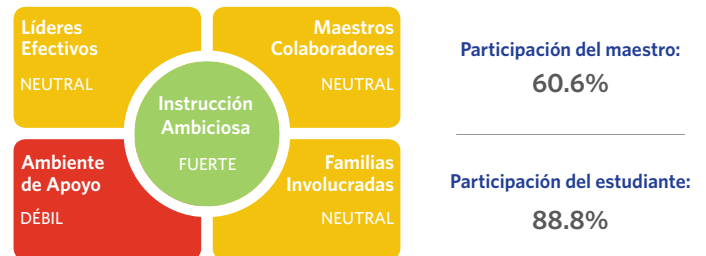 Líderes
Efectivos
NEUTRAL
Maestros
Colaboradores
NEUTRAL
Instrucción
Ambiciosa
FUERTE
Ambiente
de Apoyo
DÉBIL
Familias
Involucradas
NEUTRAL
Participación del maestro:
60.6%
Participación del estudiante:
88.8%